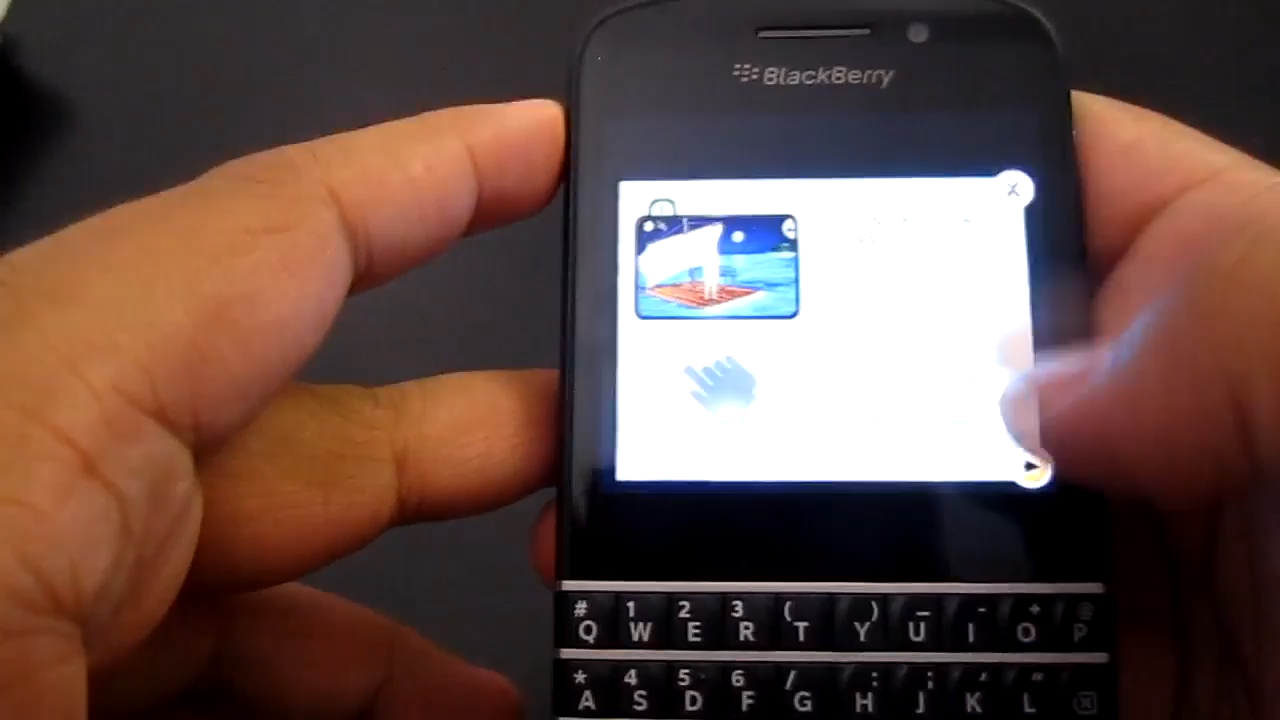 BlackBerry
# 1 2 3 ( ) _ - + @
Q W E R T Y U I O P
* 4 5 6 / : ; ' "
A S D F G H J K L